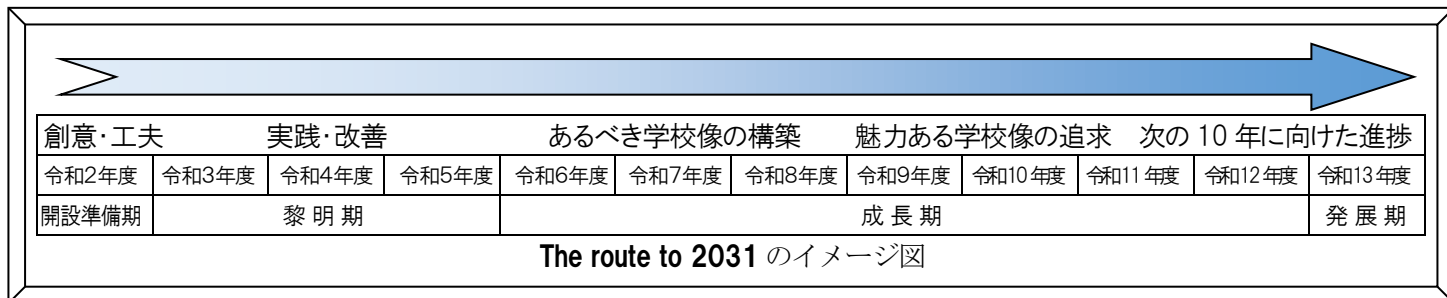 創意・工夫 実践・改善 あるべき学校像の構築 魅力ある学校像の追求 次の 10 年に向けた進捗
令和2年度 令和3年度 令和4年度 令和5年度 令和6年度 令和7年度 令和8年度 令和9年度 令和10年度 令和11年度 令和12年度 令和13年度
開設準備期 黎明期 成長期 発展期
The route to 2031 のイメージ図